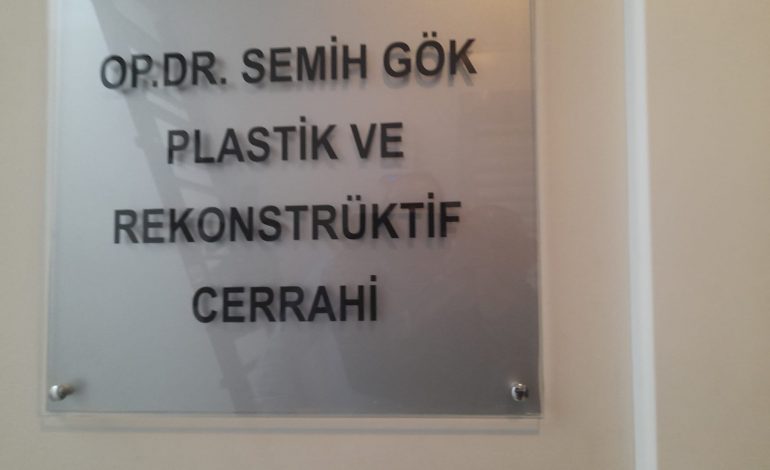 OP.DR. SEMİH GÖK
PLASTİK VE
REKONSTRÜKTİF
CERRAHİ